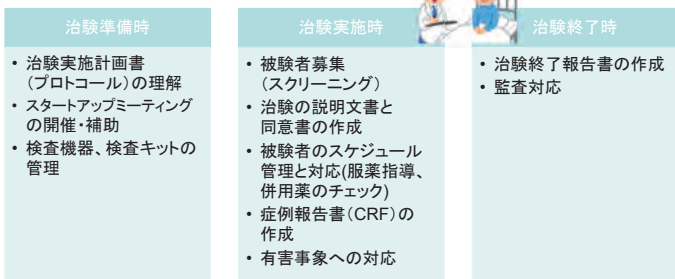 治験準備時
• 治験実施計画書
（プロトコール）の理解
• スタートアップミーティング
の開催・補助
• 検査機器、検査キットの
管理
治験実施時
• 被験者募集
（スクリーニング）
• 治験の説明文書と
同意書の作成
• 被験者のスケジュール
管理と対応(服薬指導、
併用薬のチェック)
• 症例報告書（CRF）の
作成
• 有害事象への対応
治験終了時
• 治験終了報告書の作成
• 監査対応